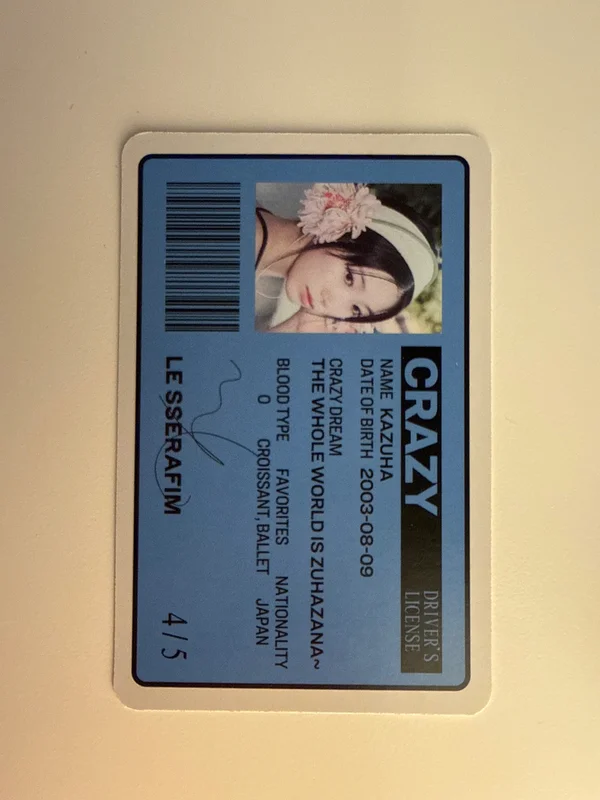 CRAZY
DRIVER'S
LICENSE
NAME KAZUHA
DATE OF BIRTH 2003-08-09
CRAZY DREAM
THE WHOLE WORLD IS ZUHAZANA~
BLOOD TYPE FAVORITES NATIONALITY
O CROISSANT, BALLET JAPAN
LE SSERAFIM
4/5